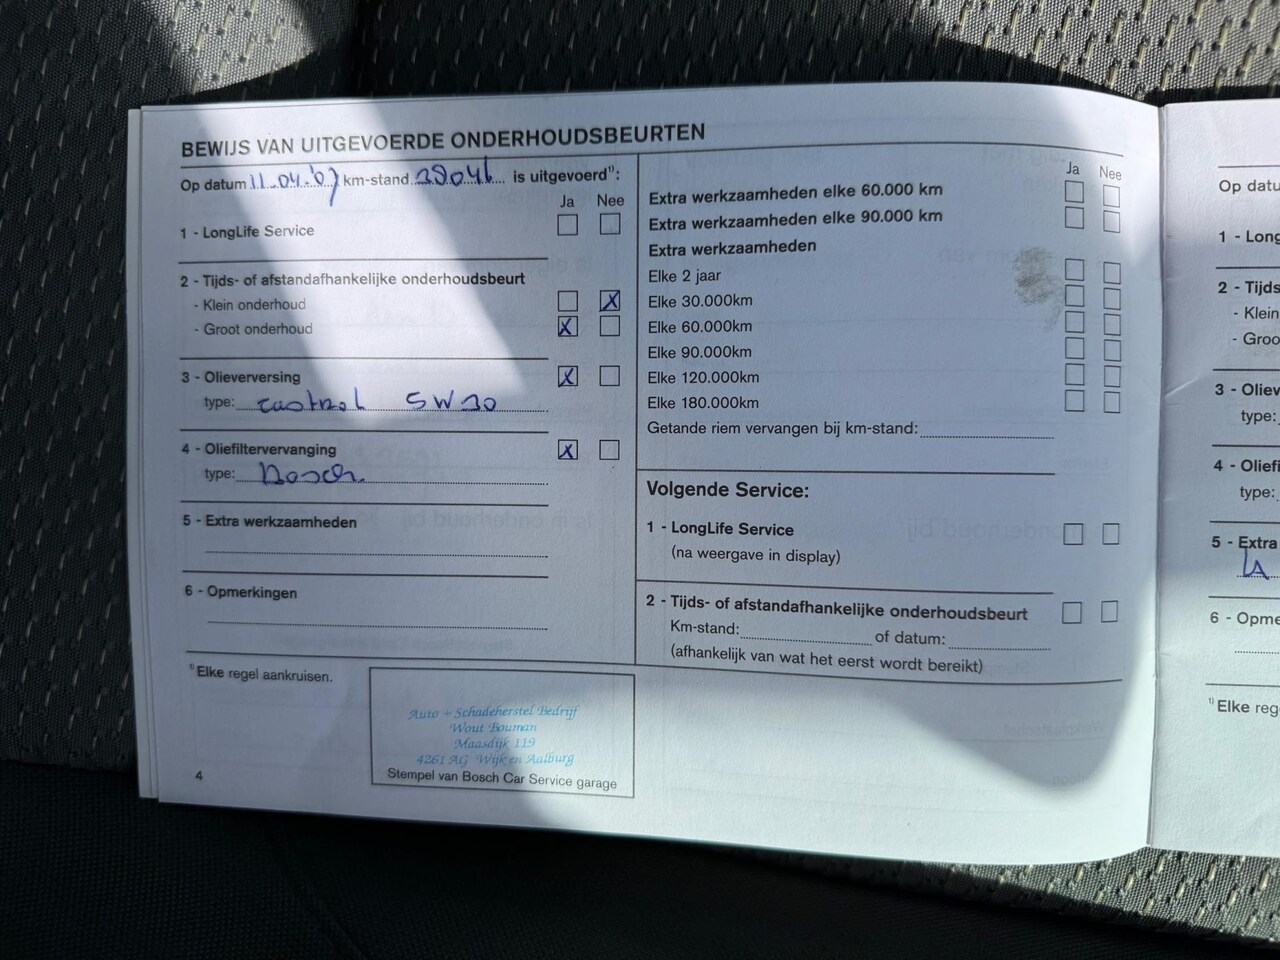 BEWIJS VAN UITGEVOERDE ONDERHOUDSBEURTEN
Op datum 11.04.'07 km-stand 39046 is uitgevoerd¹⁾:
Ja Nee
1 - LongLife Service
2 - Tijds- of afstandafhankelijke onderhoudsbeurt
- Klein onderhoud X
- Groot onderhoud X
3 - Olieverversing X
type: castrol 5W30
4 - Oliefiltervervanging X
type: Bosch
5 - Extra werkzaamheden
6 - Opmerkingen
¹⁾Elke regel aankruisen.
Auto + Schadeherstel Bedrijf
Wout Bouman
Maasdijk 119
4261 AG Wijk en Aalburg
Stempel van Bosch Car Service garage
4
Ja Nee
Extra werkzaamheden elke 60.000 km
Extra werkzaamheden elke 90.000 km
Extra werkzaamheden
Elke 2 jaar
Elke 30.000km
Elke 60.000km
Elke 90.000km
Elke 120.000km
Elke 180.000km
Getande riem vervangen bij km-stand:
Volgende Service:
1 - LongLife Service
(na weergave in display)
2 - Tijds- of afstandafhankelijke onderhoudsbeurt
Km-stand: of datum:
(afhankelijk van wat het eerst wordt bereikt)
Op datu
1 - Long
2 - Tijds
- Klein
- Groo
3 - Oliev
type:
4 - Oliefi
type:
5 - Extra
6 - Opme
¹⁾Elke reg